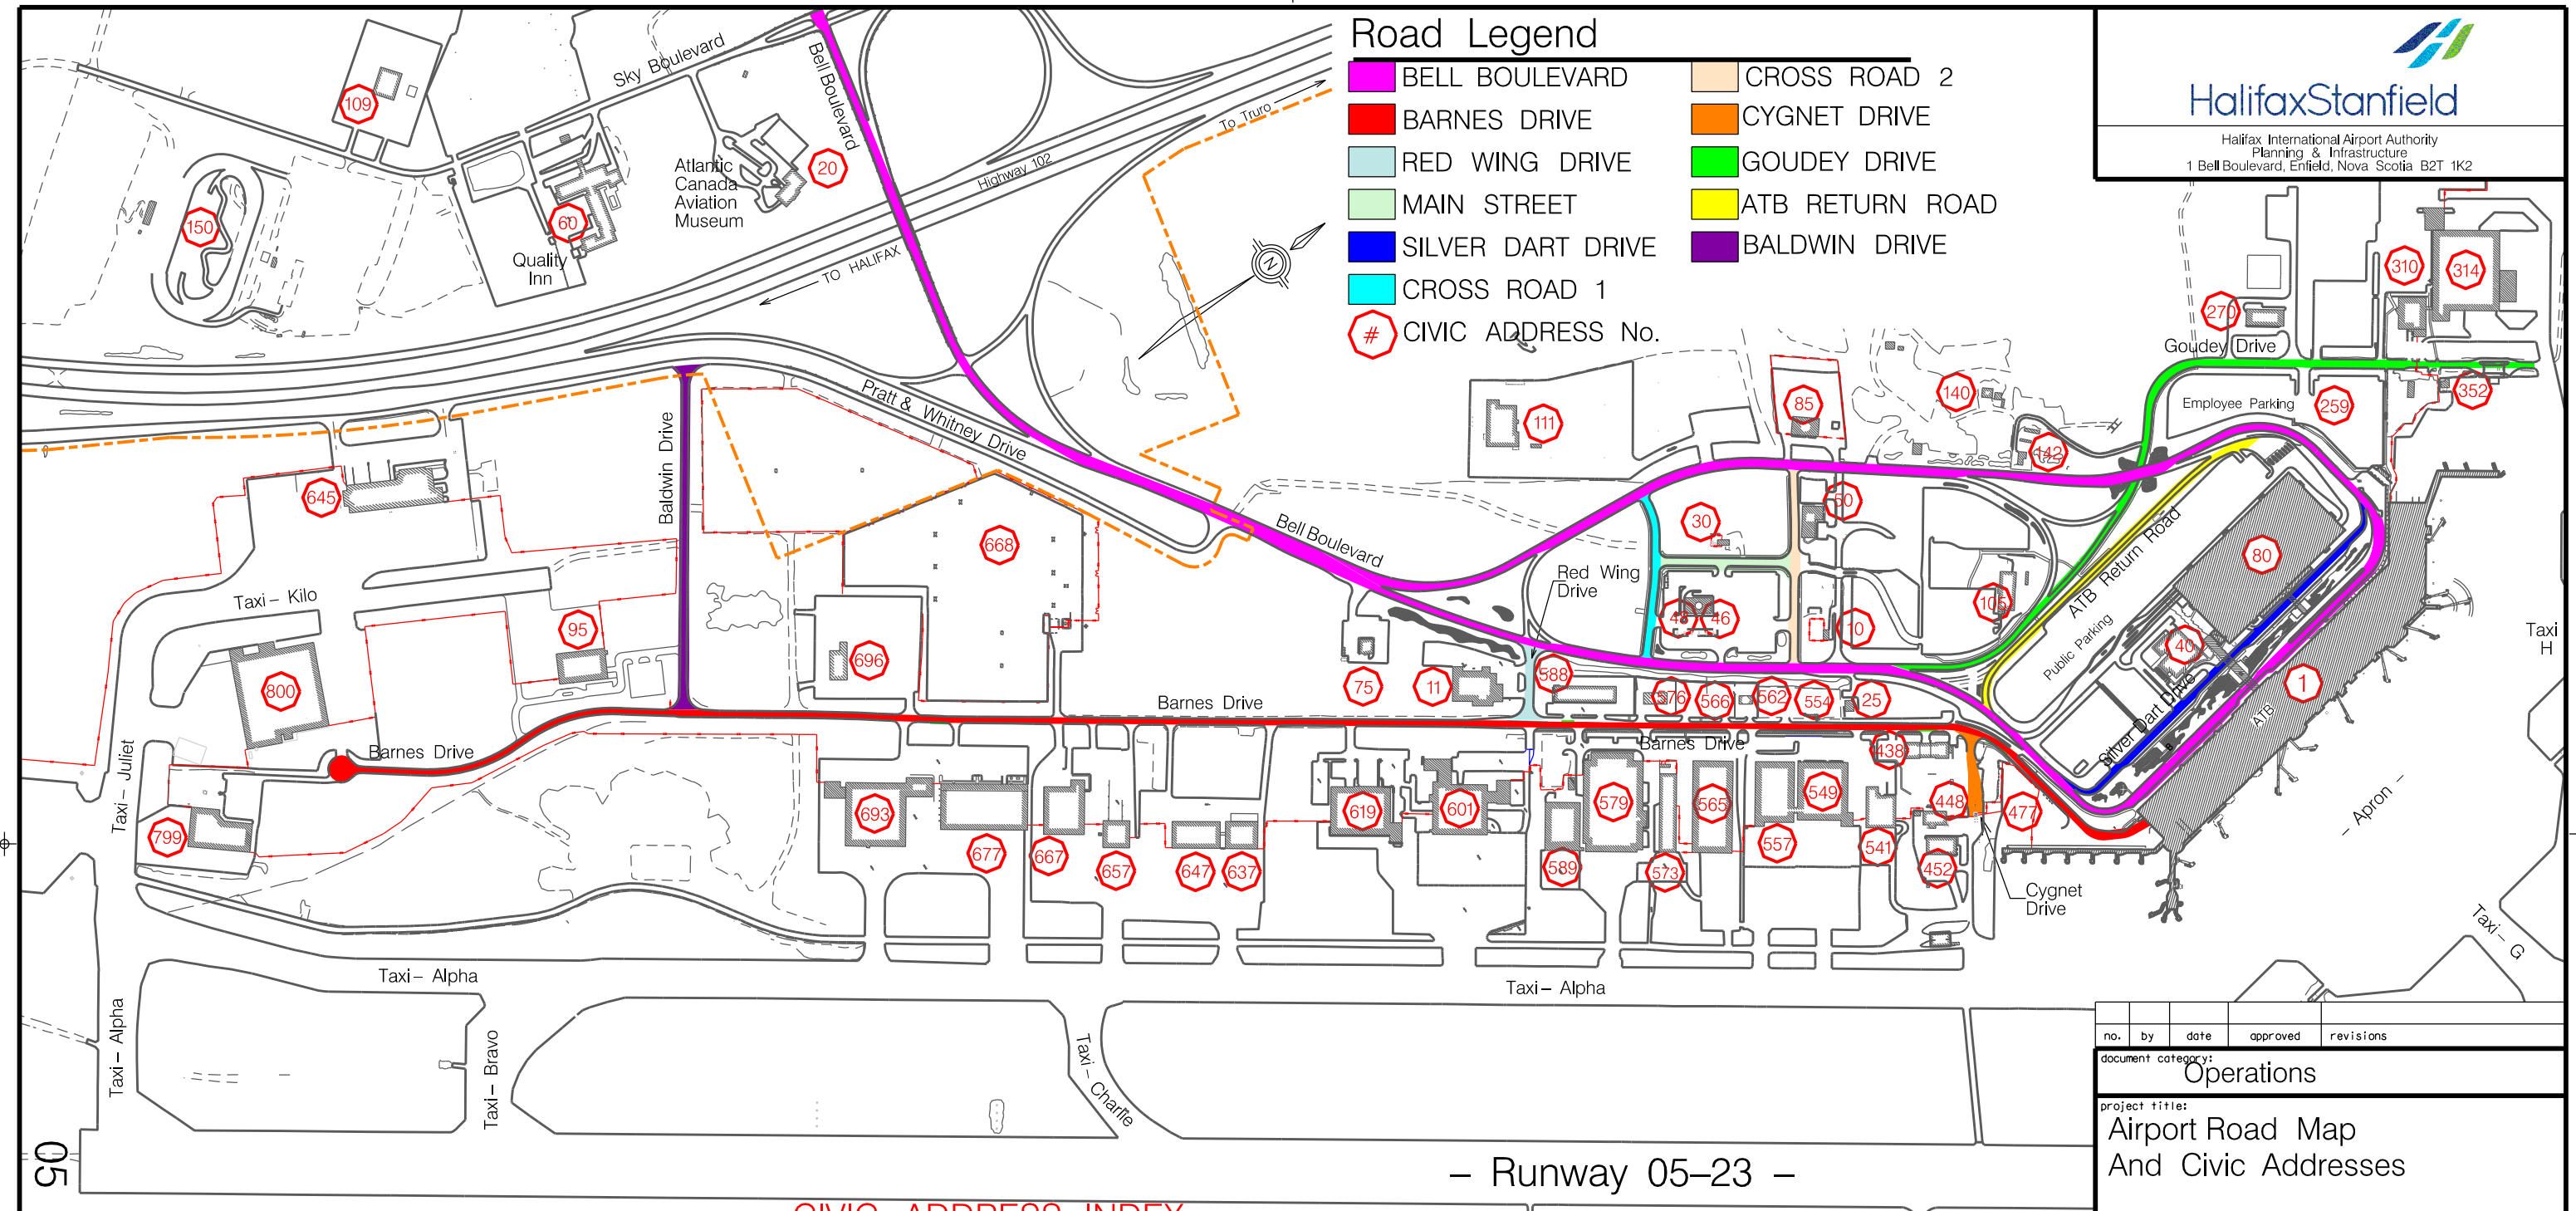 Road Legend
BELL BOULEVARD
BARNES DRIVE
RED WING DRIVE
MAIN STREET
SILVER DART DRIVE
CROSS ROAD 1
# CIVIC ADDRESS No.
CROSS ROAD 2
CYGNET DRIVE
GOUDEY DRIVE
ATB RETURN ROAD
BALDWIN DRIVE
HalifaxStanfield
Halifax International Airport Authority
Planning & Infrastructure
1 Bell Boulevard, Enfield, Nova Scotia B2T 1K2
Sky Boulevard
Bell Boulevard
109
150
60
Quality
Inn
Atlantic
Canada
Aviation
Museum
20
Highway 102
To Truro
TO HALIFAX
N
Pratt & Whitney Drive
Baldwin Drive
645
668
Bell Boulevard
111
85
140
142
30
50
270
310
314
Goudey Drive
Employee Parking
259
352
Red Wing
Drive
48
46
10
105
ATB Return Road
80
Public Parking
40
Silver Dart Drive
1
ATB
Taxi
H
Taxi- Kilo
95
696
800
75
11
588
576
566
562
554
25
Barnes Drive
Barnes Drive
Barnes Drive
438
Taxi- Juliet
799
693
677
667
657
647
637
619
601
589
579
573
565
557
549
541
448
452
477
Cygnet
Drive
- Apron
Taxi- G
Taxi- Alpha
Taxi- Alpha
Taxi- Alpha
Taxi- Bravo
Taxi- Charlie
05
- Runway 05-23 -
CIVIC ADDRESS INDEX
no. by date approved revisions
document category:
Operations
project title:
Airport Road Map
And Civic Addresses